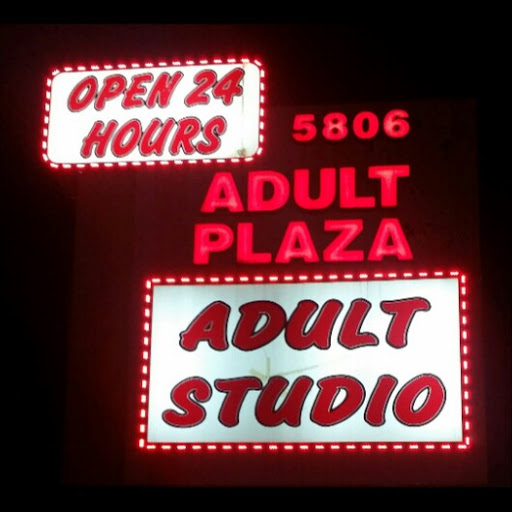 OPEN 24
HOURS
5806
ADULT
PLAZA
ADULT
STUDIO